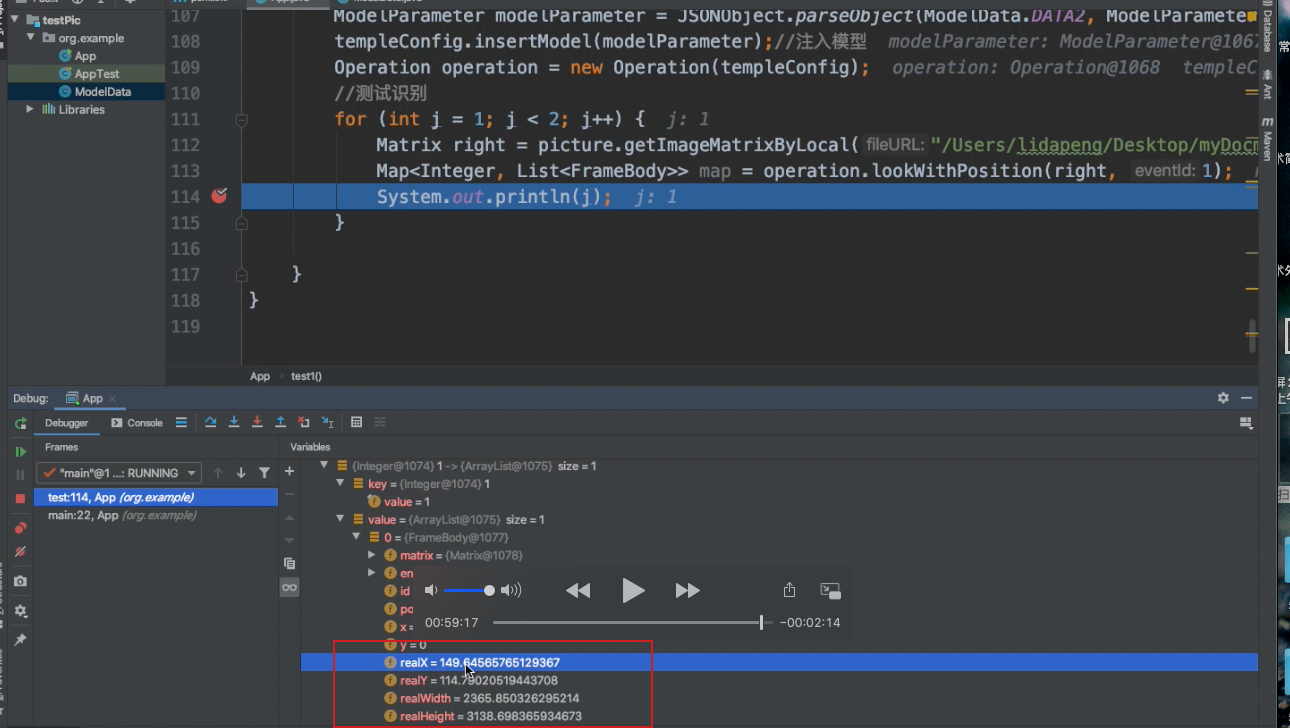 testPic
org.example
App
AppTest
ModelData
Libraries
107 ModelParameter modelParameter = JSONObject.parseObject(ModelData.DATA2, ModelParamete
108 templeConfig.insertModel(modelParameter);//注入模型 modelParameter: ModelParameter@1067
109 Operation operation = new Operation(templeConfig); operation: Operation@1068 templeC
110 //测试识别
111 for (int j = 1; j < 2; j++) { j: 1
112 Matrix right = picture.getImageMatrixByLocal( fileURL: "/Users/lidapeng/Desktop/myDocm
113 Map<Integer, List<FrameBody>> map = operation.lookWithPosition(right, eventId: 1);
114 System.out.println(j); j: 1
115 }
116
117 }
118 }
119
Database
Ant
Maven
App test1()
Debug: App
Debugger Console
Frames
Variables
"main"@1 ...: RUNNING
test:114, App (org.example)
main:22, App (org.example)
{Integer@1074} 1 -> {ArrayList@1075} size = 1
key = {Integer@1074} 1
value = 1
value = {ArrayList@1075} size = 1
0 = {FrameBody@1077}
matrix = {Matrix@1078}
en
id
po
x =
y = 0
realX = 149.64565765129367
realY = 114.79020519443708
realWidth = 2365.850326295214
realHeight = 3138.698365934673
00:59:17 -00:02:14